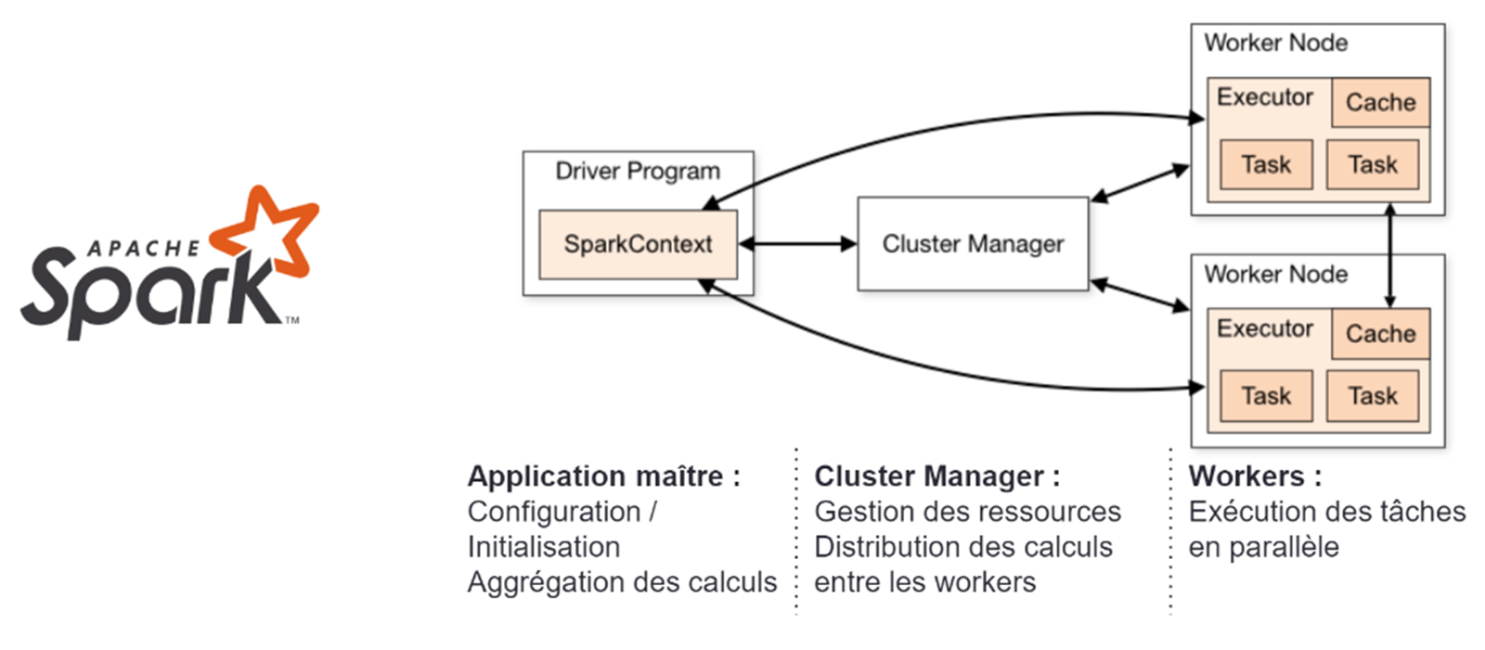 APACHE
Spark™
Driver Program
SparkContext
Cluster Manager
Worker Node
Executor
Cache
Task
Task
Worker Node
Executor
Cache
Task
Task
Application maître :
Configuration /
Initialisation
Aggrégation des calculs
Cluster Manager :
Gestion des ressources
Distribution des calculs
entre les workers
Workers :
Exécution des tâches
en parallèle